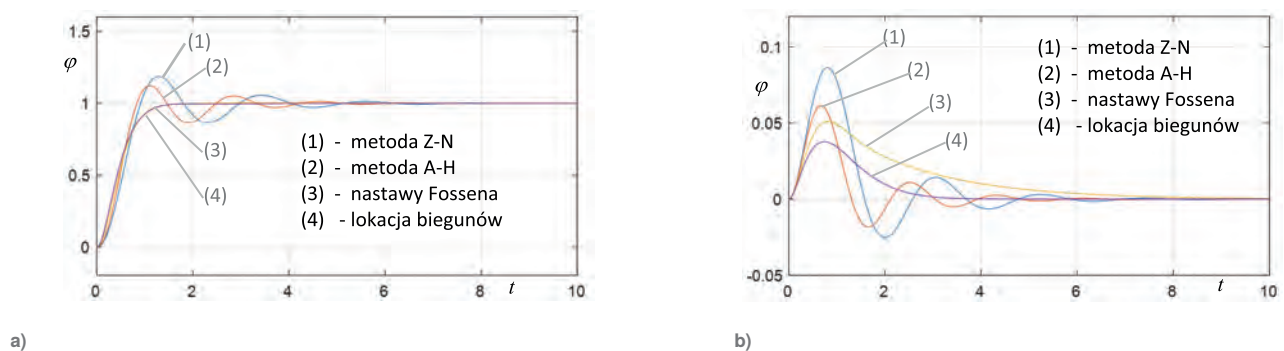 1.5
φ
1
0.5
0
0 2 4 6 8 10
t
(1)
(2)
(3)
(4)
(1) - metoda Z-N
(2) - metoda A-H
(3) - nastawy Fossena
(4) - lokacja biegunów
a)
0.1
φ
0.05
0
-0.05
0 2 4 6 8 10
t
(1)
(2)
(3)
(4)
(1) - metoda Z-N
(2) - metoda A-H
(3) - nastawy Fossena
(4) - lokacja biegunów
b)